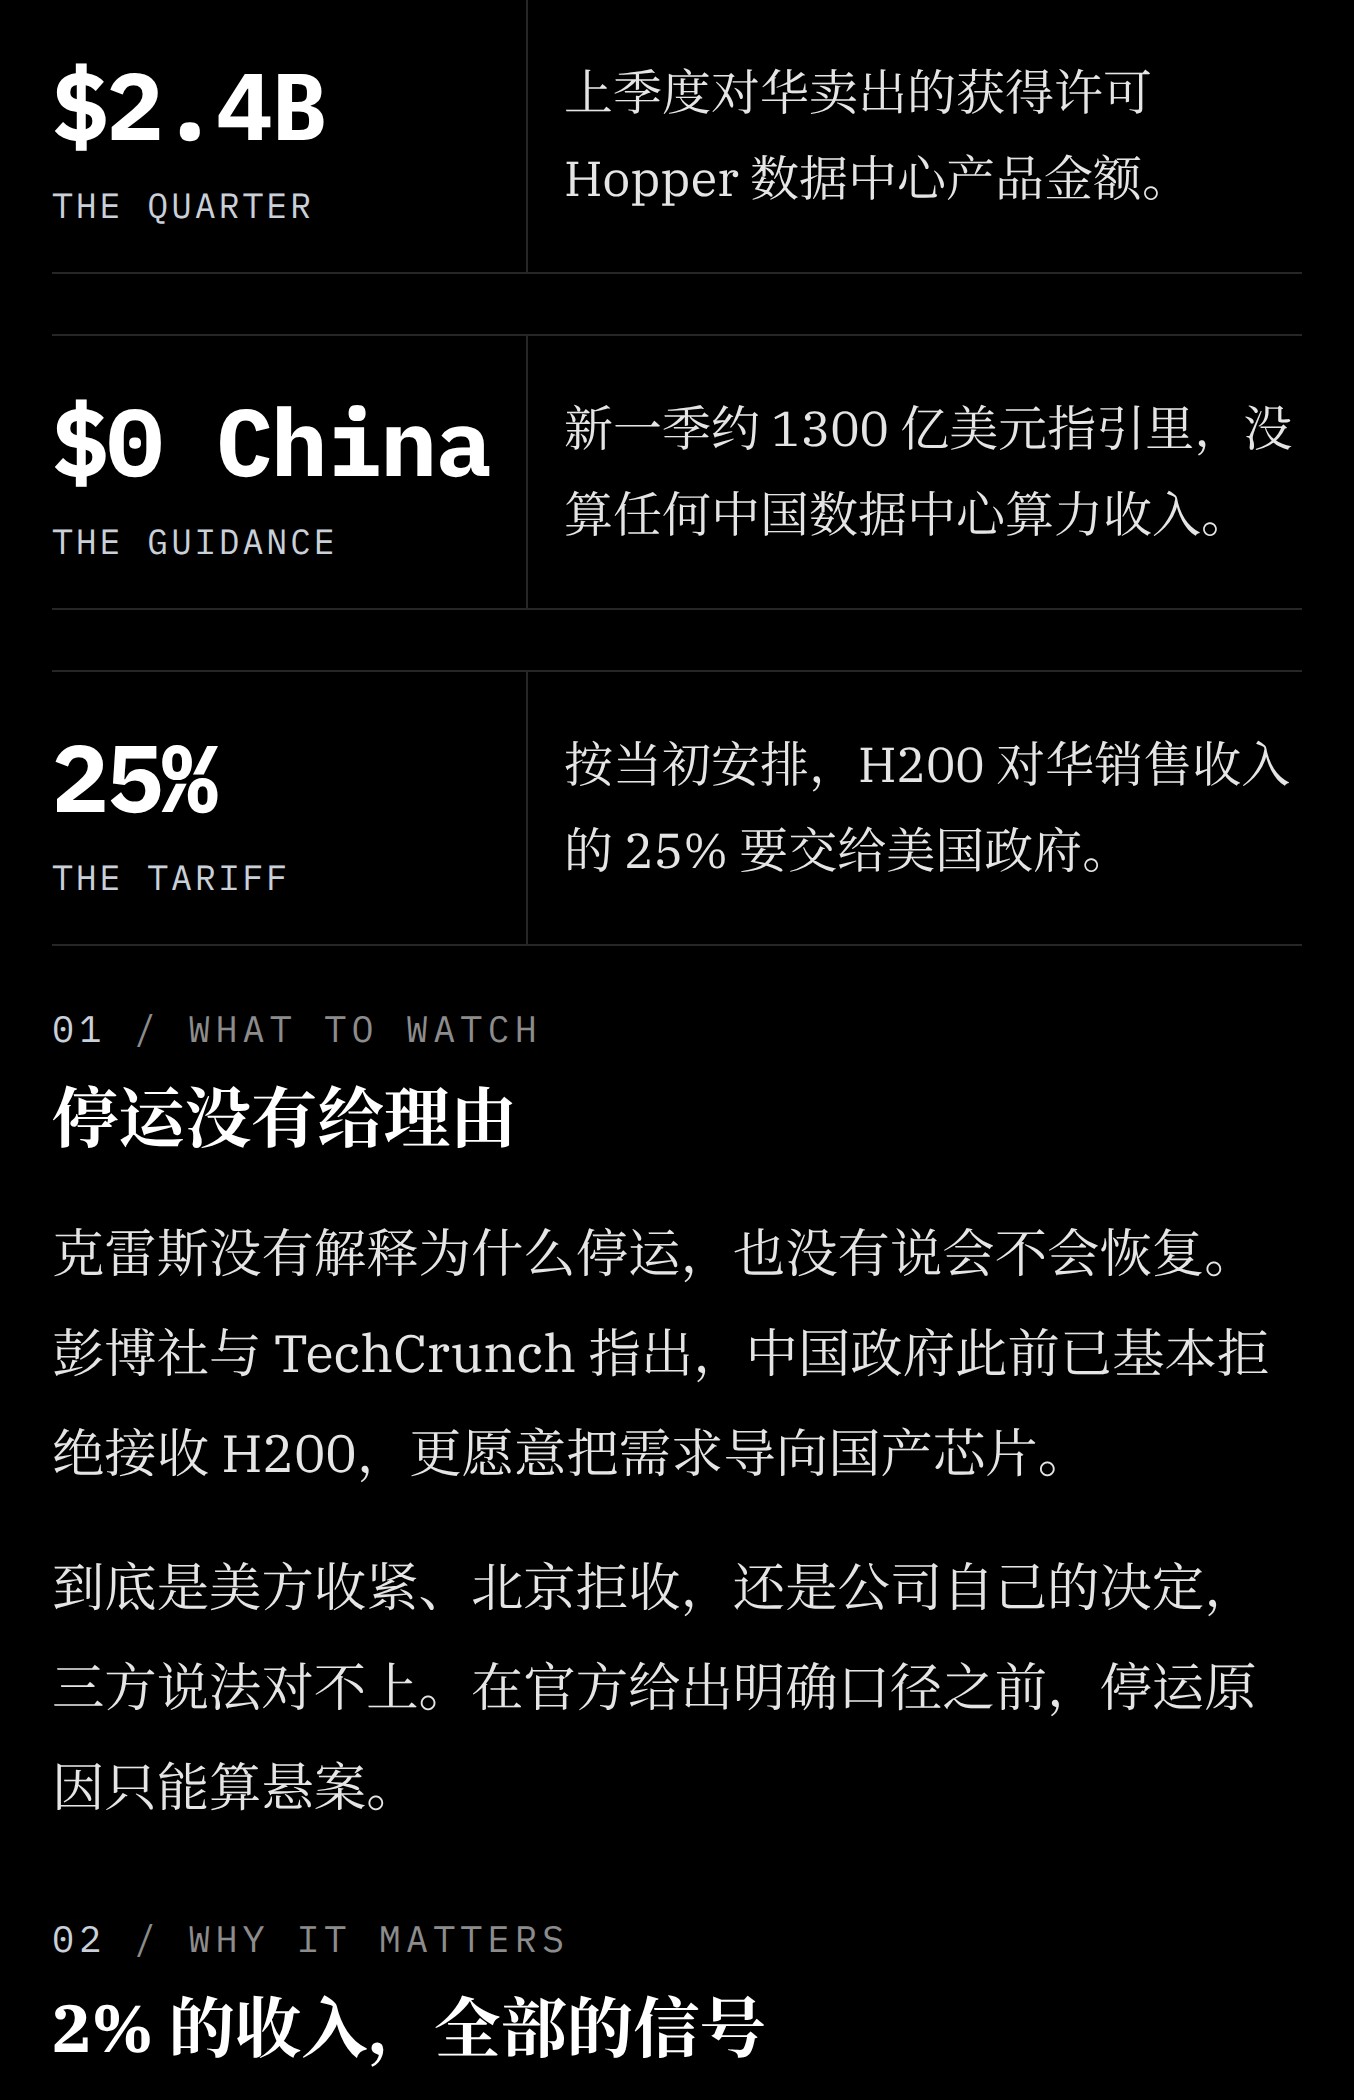 $2.4B
THE QUARTER
上季度对华卖出的获得许可
Hopper 数据中心产品金额。
$0 China
THE GUIDANCE
新一季约 1300 亿美元指引里，没
算任何中国数据中心算力收入。
25%
THE TARIFF
按当初安排，H200 对华销售收入
的 25% 要交给美国政府。
01 / WHAT TO WATCH
停运没有给理由
克雷斯没有解释为什么停运，也没有说会不会恢复。
彭博社与 TechCrunch 指出，中国政府此前已基本拒
绝接收 H200，更愿意把需求导向国产芯片。
到底是美方收紧、北京拒收，还是公司自己的决定，
三方说法对不上。在官方给出明确口径之前，停运原
因只能算悬案。
02 / WHY IT MATTERS
2% 的收入，全部的信号